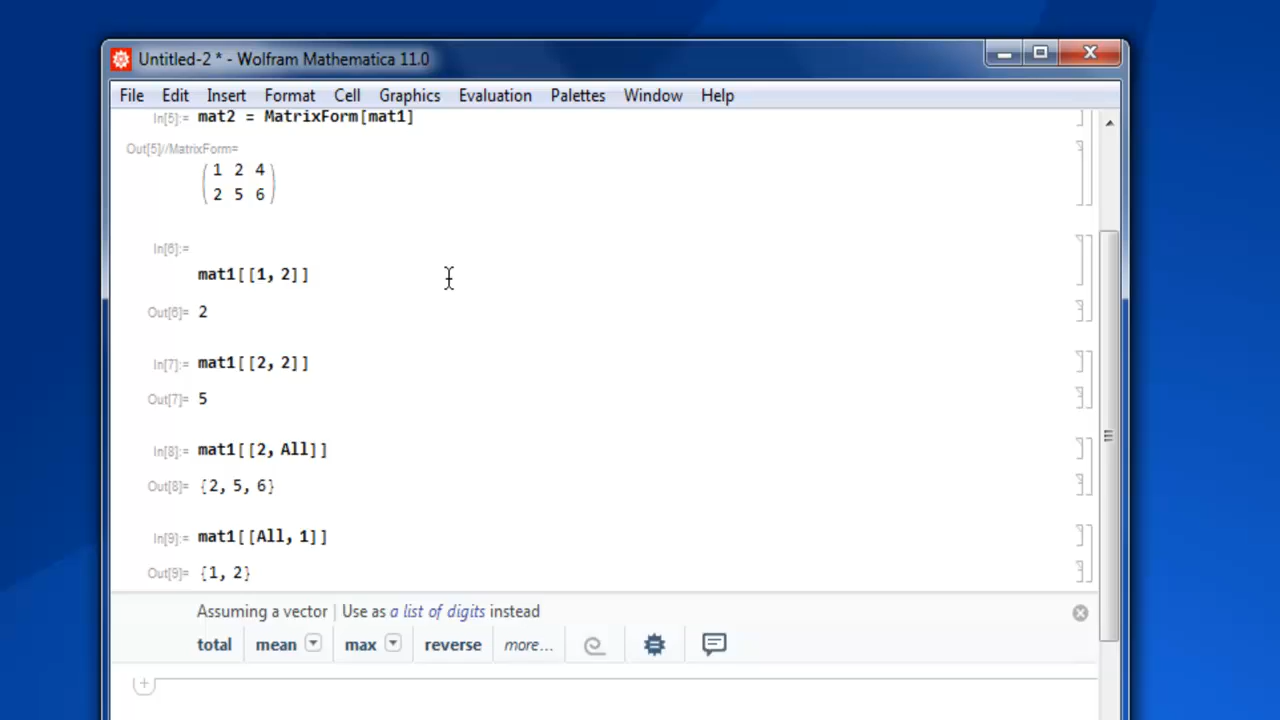 Untitled-2 * - Wolfram Mathematica 11.0
File Edit Insert Format Cell Graphics Evaluation Palettes Window Help
In[5]:= mat2 = MatrixForm[mat1]
Out[5]//MatrixForm=
( 1 2 4 )
( 2 5 6 )
In[6]:=
mat1[[1, 2]]
Out[6]= 2
In[7]:= mat1[[2, 2]]
Out[7]= 5
In[8]:= mat1[[2, All]]
Out[8]= {2, 5, 6}
In[9]:= mat1[[All, 1]]
Out[9]= {1, 2}
Assuming a vector | Use as a list of digits instead
total mean max reverse more...